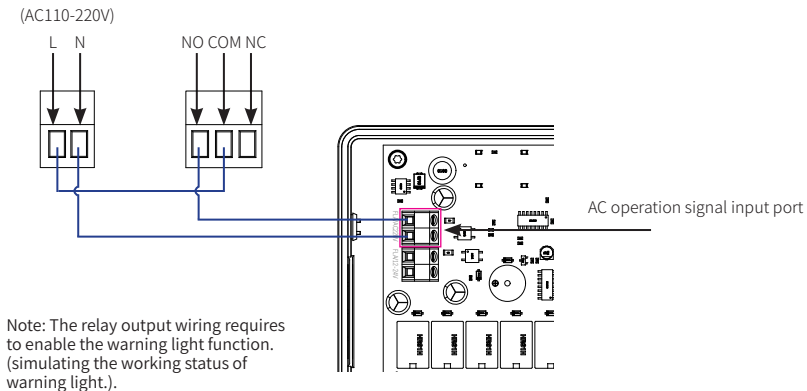 (AC110-220V)
L N
NO COM NC
AC operation signal input port
Note: The relay output wiring requires
to enable the warning light function.
(simulating the working status of
warning light.).